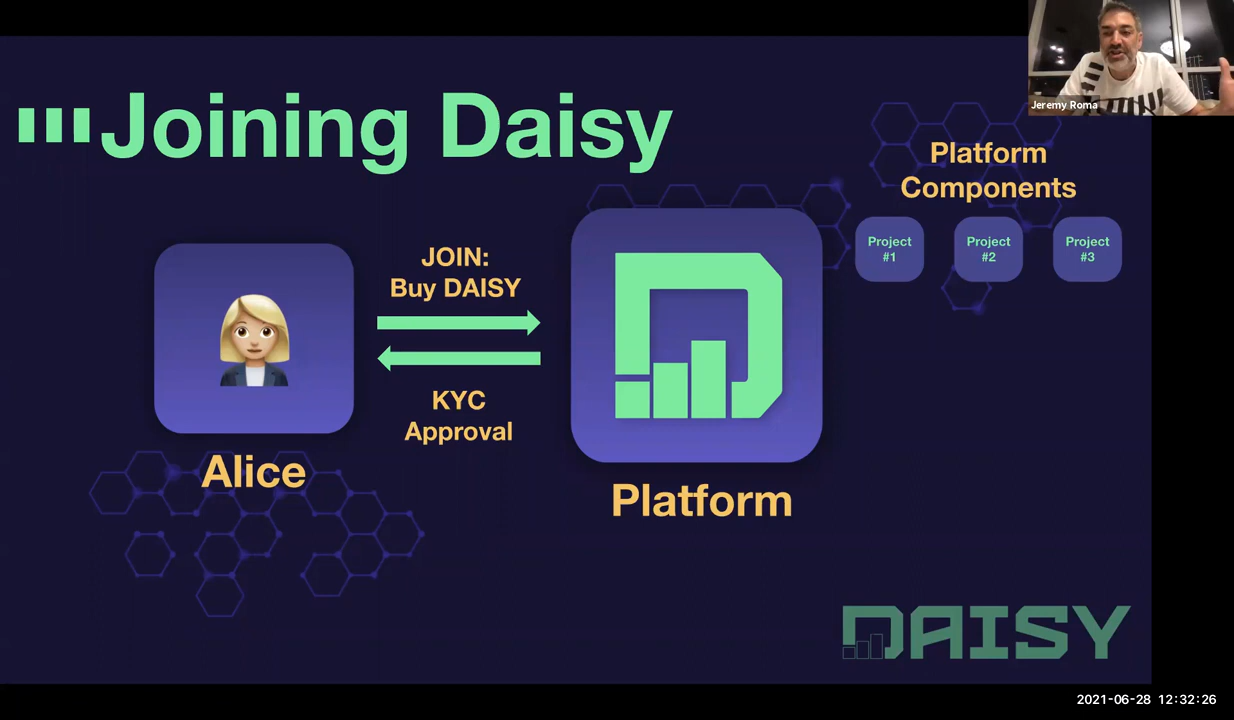 Joining Daisy
Jeremy Roma
Platform
Components
Project
#1
Project
#2
Project
#3
JOIN:
Buy DAISY
KYC
Approval
Alice
Platform
DAISY
2021-06-28 12:32:26